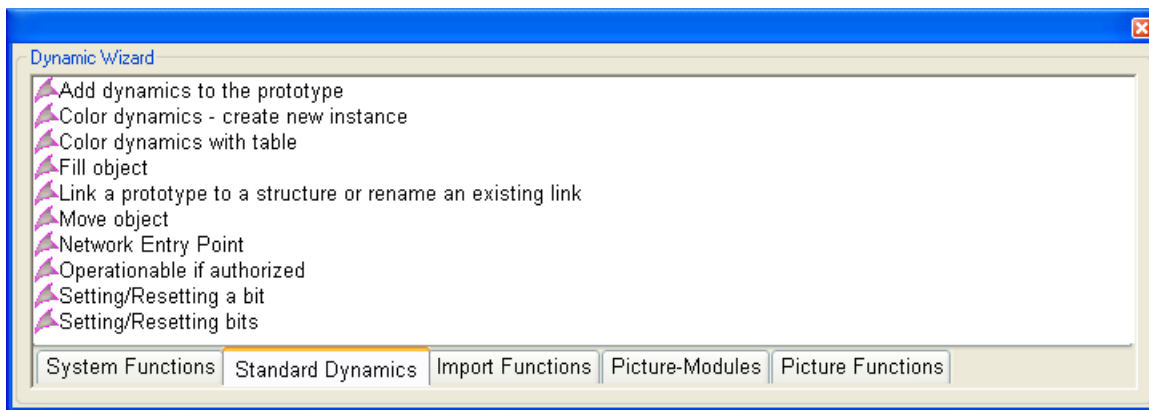 Dynamic Wizard
Add dynamics to the prototype
Color dynamics - create new instance
Color dynamics with table
Fill object
Link a prototype to a structure or rename an existing link
Move object
Network Entry Point
Operationable if authorized
Setting/Resetting a bit
Setting/Resetting bits
System Functions Standard Dynamics Import Functions Picture-Modules Picture Functions